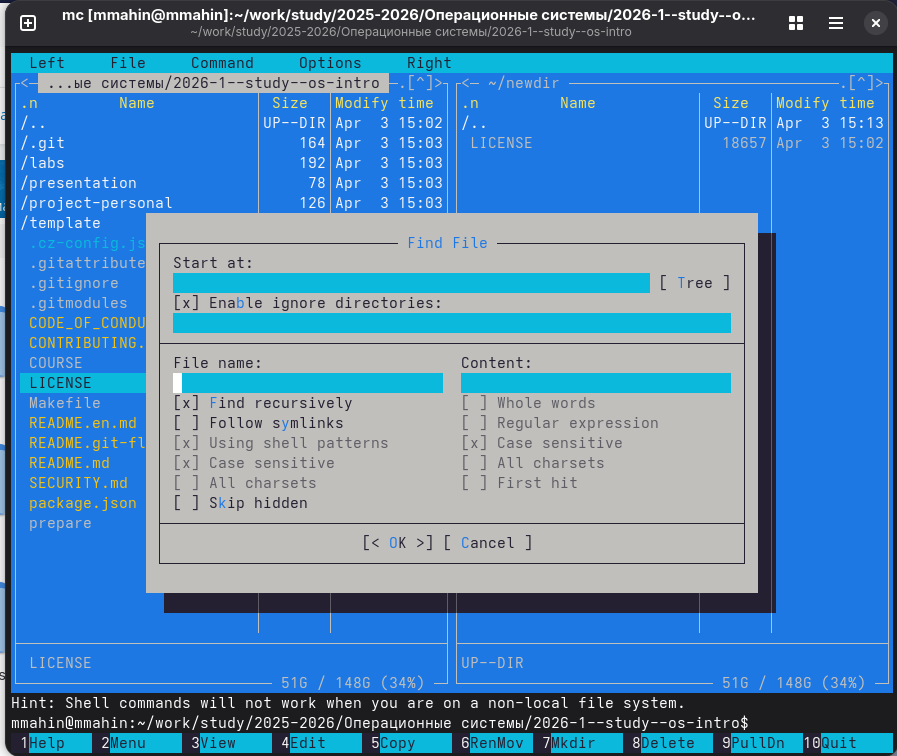 mc [mmahin@mmahin]:~/work/study/2025-2026/Операционные системы/2026-1--study--o...
~/work/study/2025-2026/Операционные системы/2026-1--study--os-intro
Left File Command Options Right
<- ...ые системы/2026-1--study--os-intro .[^]> <- ~/newdir .[^]>
.n Name Size Modify time .n Name Size Modify time
/.. UP--DIR Apr 3 15:02 /.. UP--DIR Apr 3 15:13
/.git 164 Apr 3 15:03 LICENSE 18657 Apr 3 15:02
/labs 192 Apr 3 15:03
/presentation 78 Apr 3 15:03
/project-personal 126 Apr 3 15:03
/template
.cz-config.js Find File
.gitattribute Start at:
.gitignore [ Tree ]
.gitmodules [x] Enable ignore directories:
CODE_OF_CONDU
CONTRIBUTING.
COURSE File name: Content:
LICENSE
Makefile [x] Find recursively [ ] Whole words
README.en.md [ ] Follow symlinks [ ] Regular expression
README.git-fl [x] Using shell patterns [x] Case sensitive
README.md [x] Case sensitive [ ] All charsets
SECURITY.md [ ] All charsets [ ] First hit
package.json [ ] Skip hidden
prepare
[< OK >] [ Cancel ]
LICENSE UP--DIR
51G / 148G (34%) 51G / 148G (34%)
Hint: Shell commands will not work when you are on a non-local file system.
mmahin@mmahin:~/work/study/2025-2026/Операционные системы/2026-1--study--os-intro$
1Help 2Menu 3View 4Edit 5Copy 6RenMov 7Mkdir 8Delete 9PullDn 10Quit